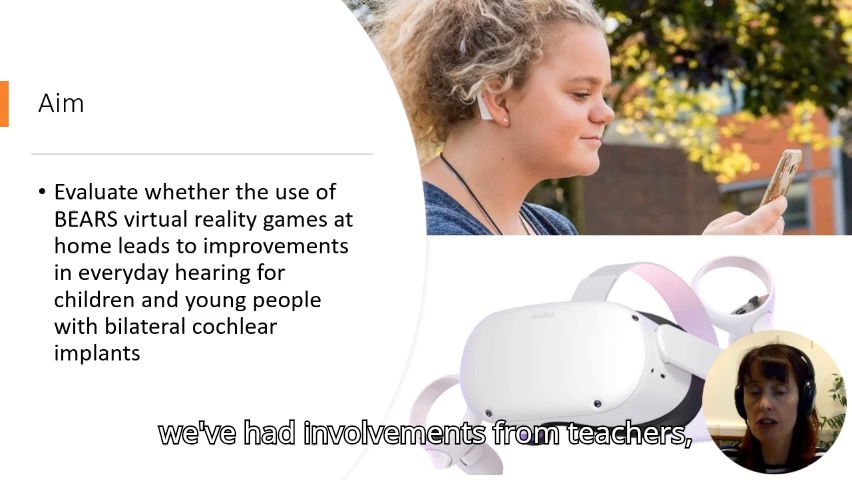 Aim
• Evaluate whether the use of
BEARS virtual reality games at
home leads to improvements
in everyday hearing for
children and young people
with bilateral cochlear
implants
oculus
we've had involvements from teachers,